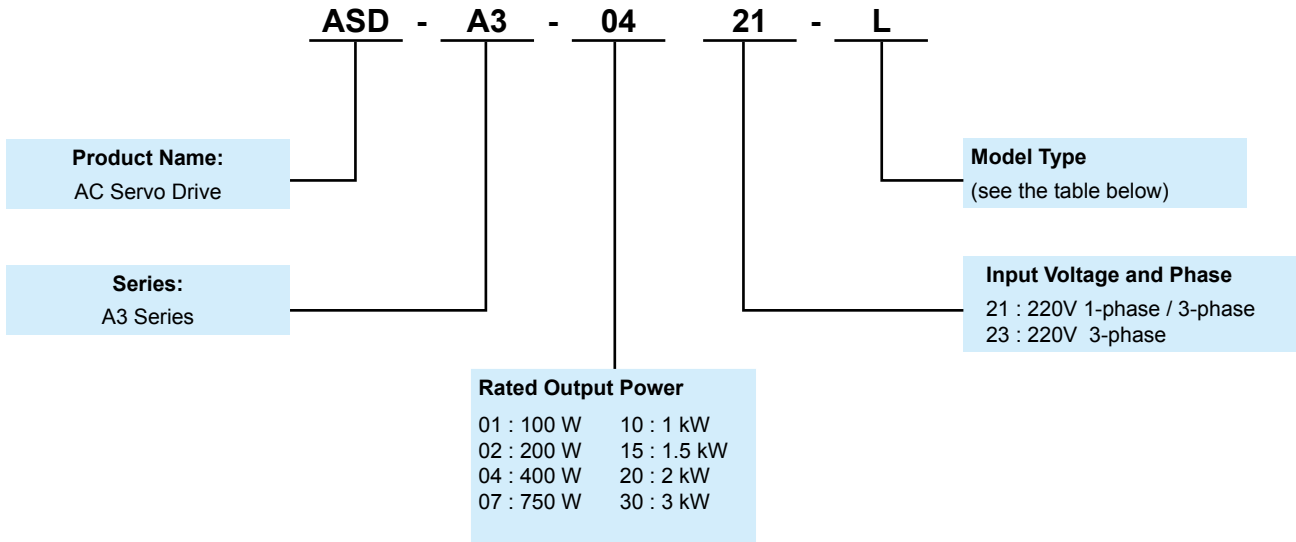 ASD - A3 - 04 21 - L
Product Name:
AC Servo Drive
Model Type
(see the table below)
Series:
A3 Series
Input Voltage and Phase
21 : 220V 1-phase / 3-phase
23 : 220V 3-phase
Rated Output Power
01 : 100 W 10 : 1 kW
02 : 200 W 15 : 1.5 kW
04 : 400 W 20 : 2 kW
07 : 750 W 30 : 3 kW